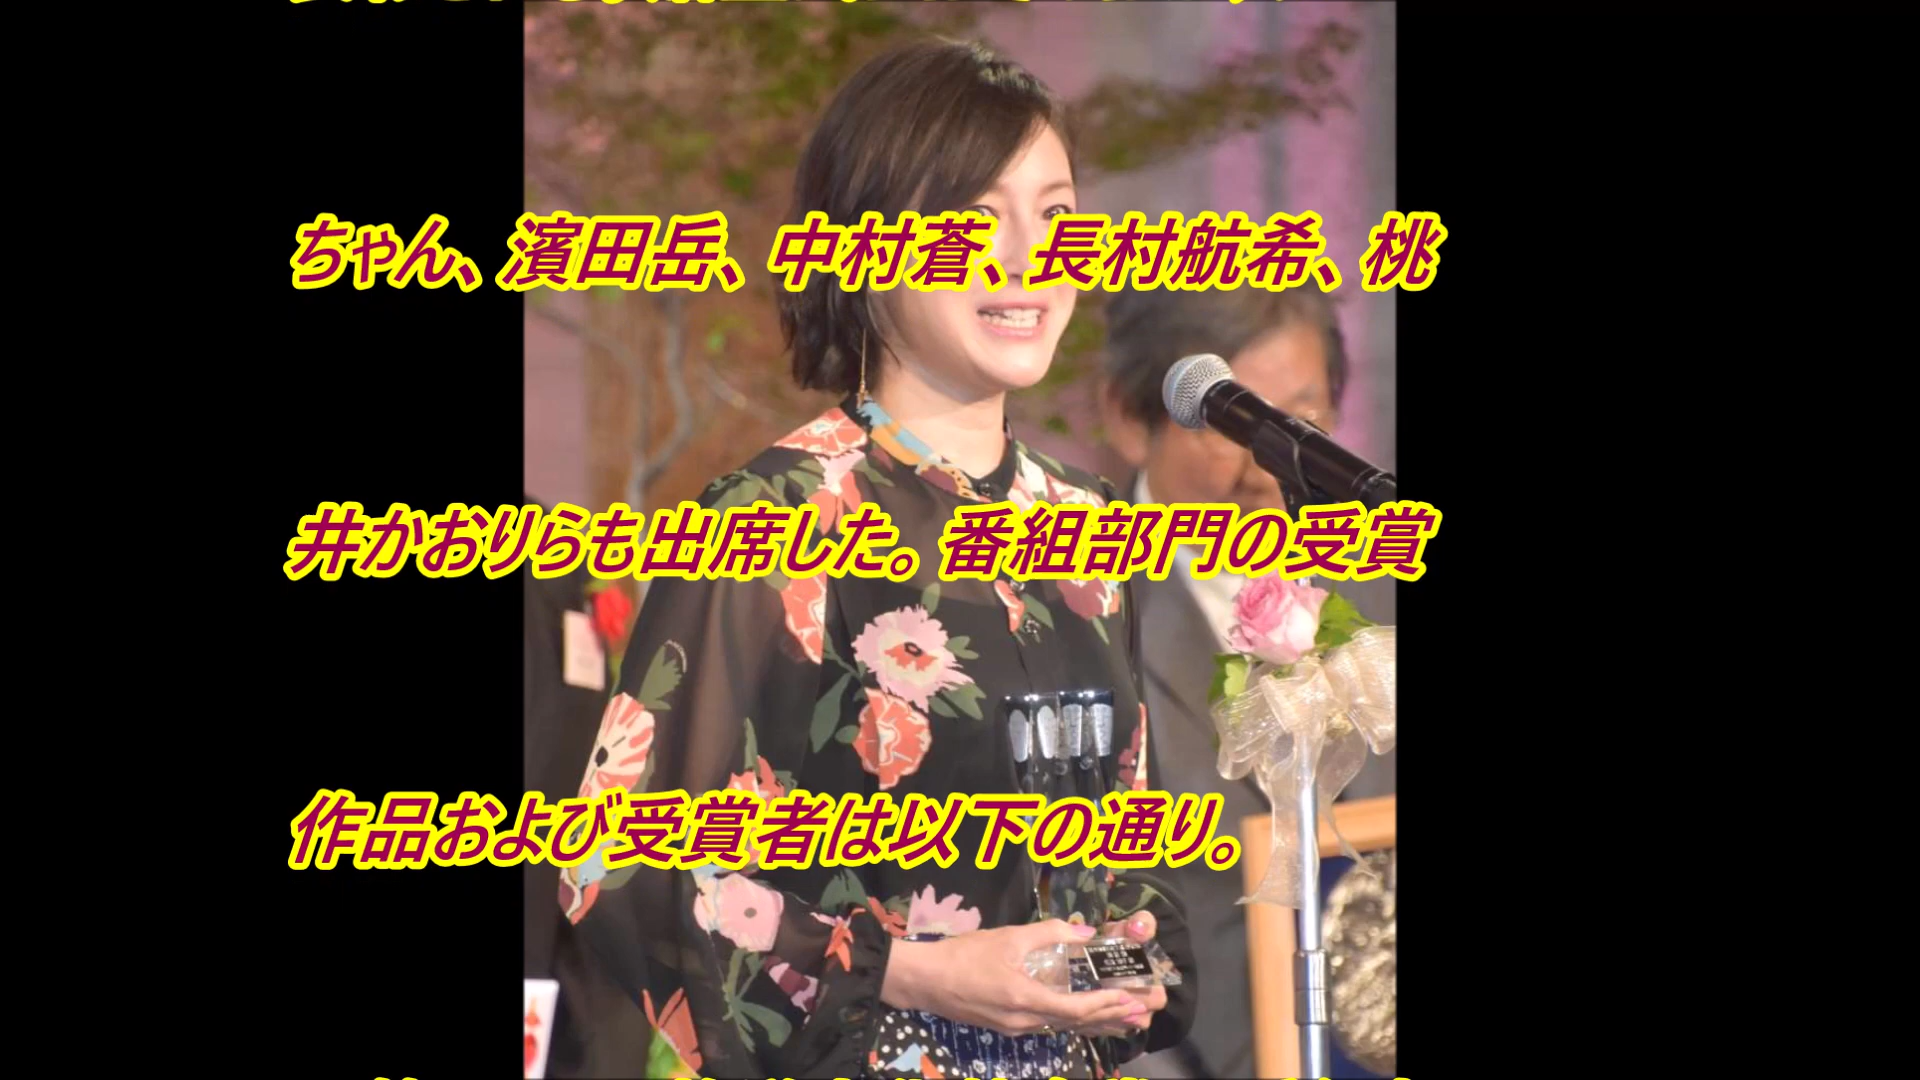 ちゃん、濱田岳、中村蒼、長村航希、桃
井かおりらも出席した。番組部門の受賞
作品および受賞者は以下の通り。